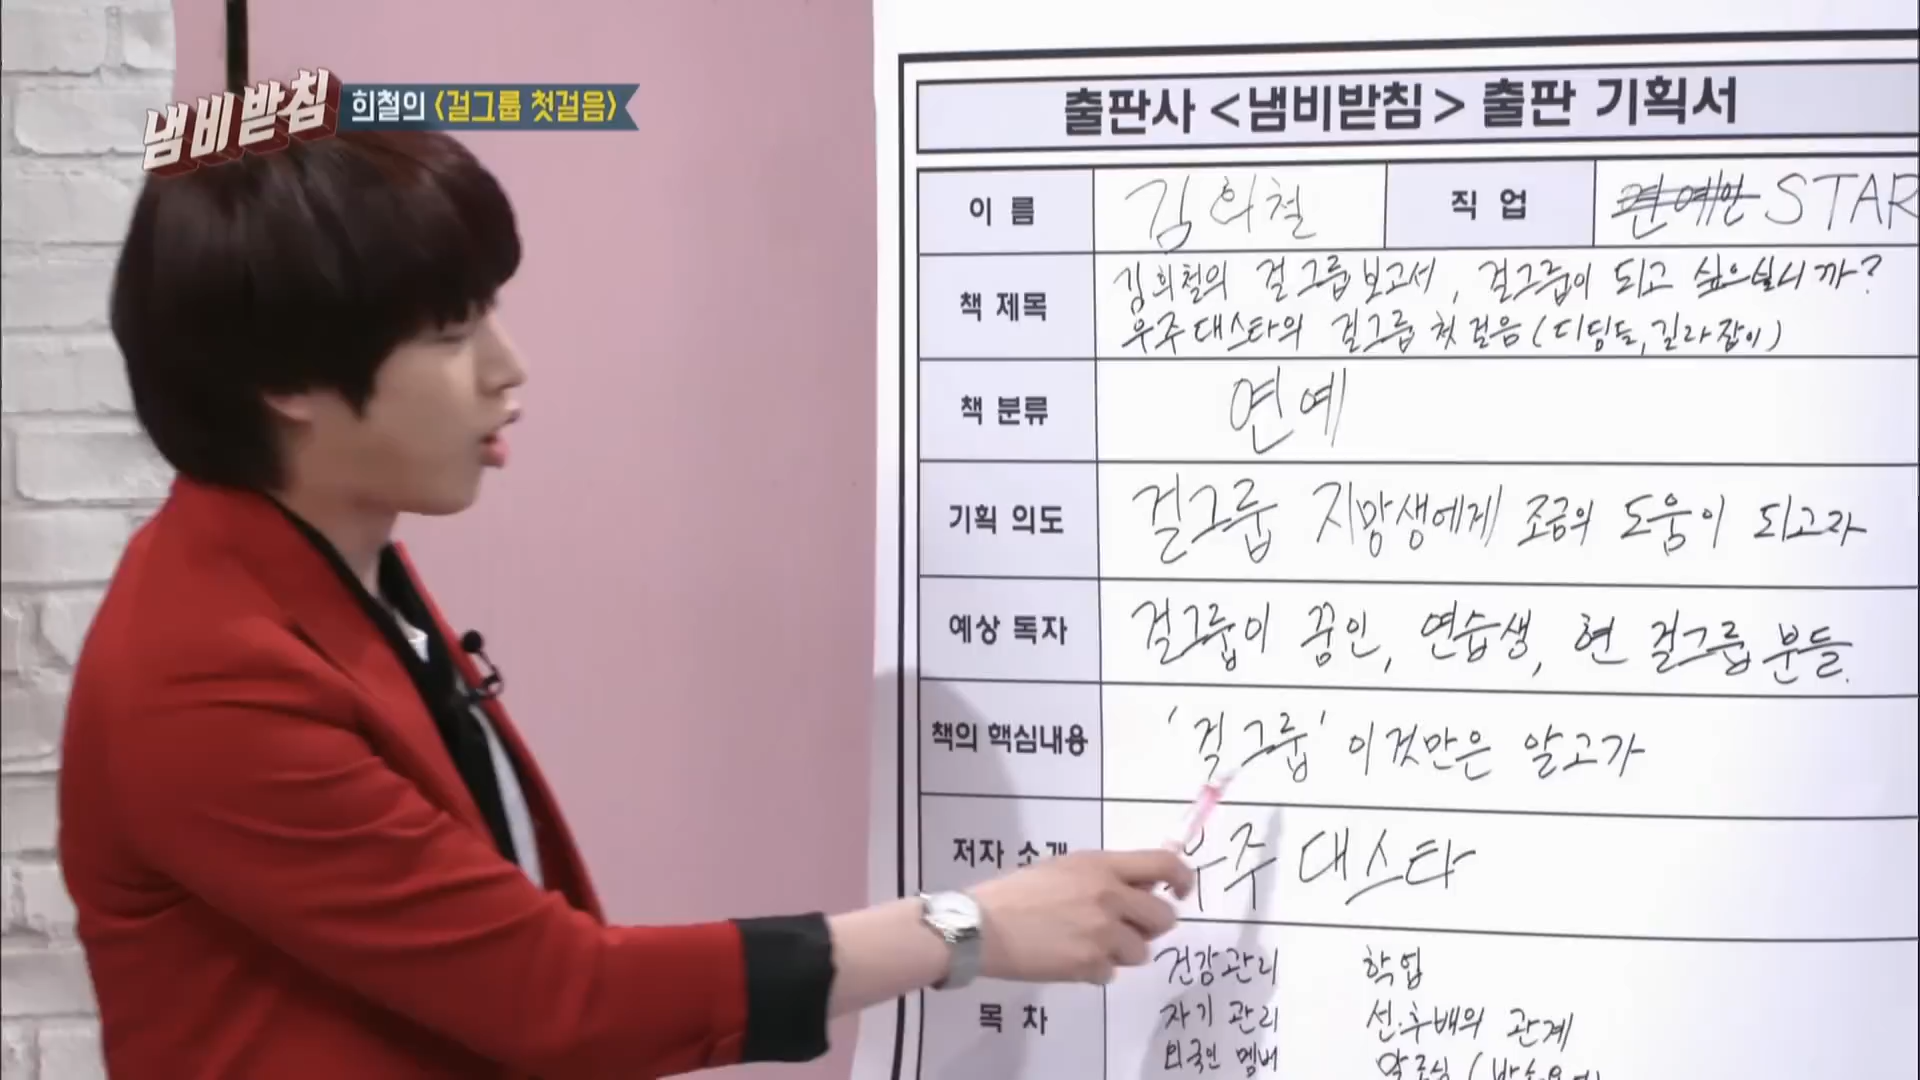 냄비받침
희철의 <걸그룹 첫걸음>
출판사 <냄비받침> 출판 기획서
이 름 김희철 직 업 연예인 STAR
책 제목 김희철의 걸그룹 보고서, 걸그룹이 되고 싶으십니까?
우주대스타의 걸그룹 첫 걸음 (디딤돌, 길라잡이)
책 분류 연예
기획 의도 걸그룹 지망생에게 조금의 도움이 되고자
예상 독자 걸그룹이 꿈인, 연습생, 현 걸그룹 분들.
책의 핵심내용 '걸그룹' 이것만은 알고가
저자 소개 우주 대스타
목 차
건강관리 학업
자기 관리 선·후배의 관계
외국인 멤버